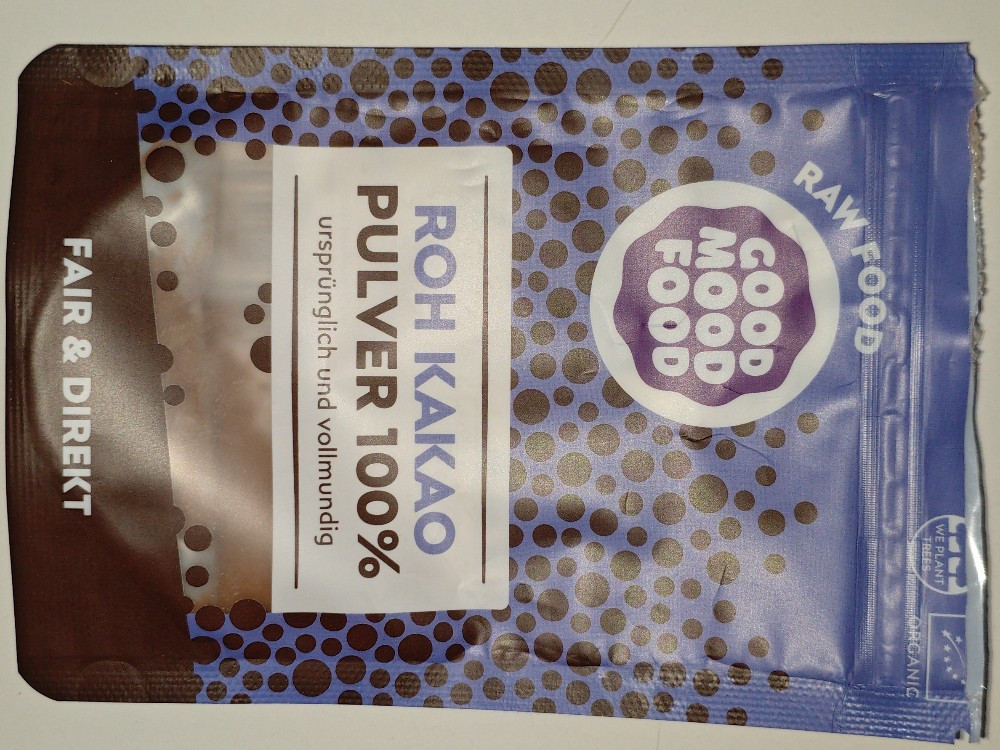 WE PLANT
TREES
ORGANIC
RAW FOOD
GOOD
MOOD
FOOD
ROH KAKAO
PULVER 100%
ursprünglich und vollmundig
FAIR & DIREKT